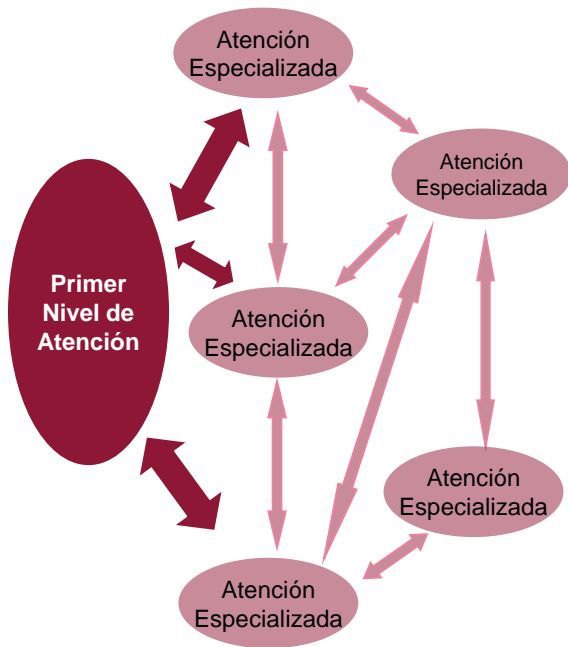 Atención
Especializada
Atención
Especializada
Primer
Nivel de
Atención
Atención
Especializada
Atención
Especializada
Atención
Especializada